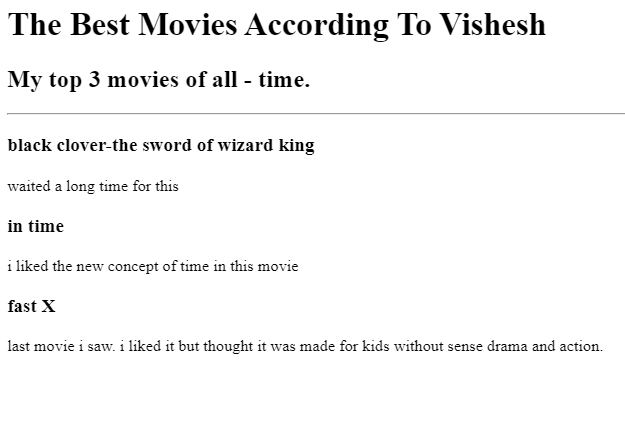 The Best Movies According To Vishesh
My top 3 movies of all - time.
black clover-the sword of wizard king
waited a long time for this
in time
i liked the new concept of time in this movie
fast X
last movie i saw. i liked it but thought it was made for kids without sense drama and action.